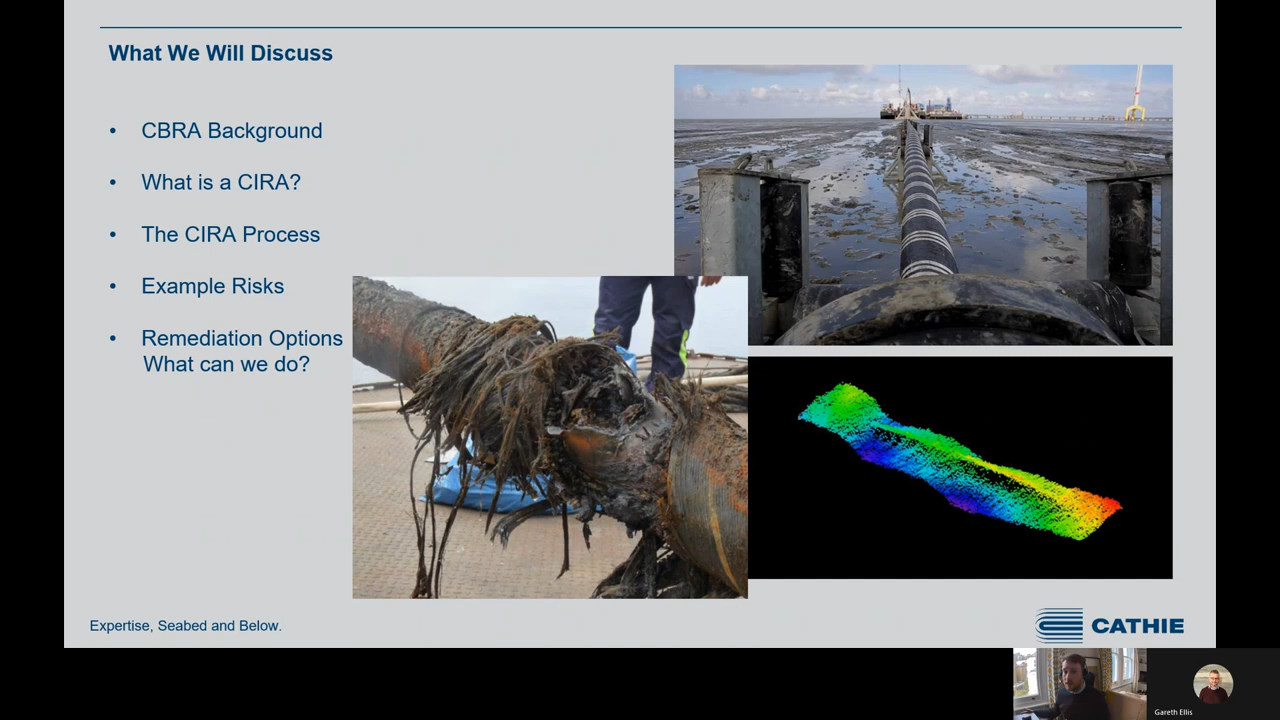 What We Will Discuss
• CBRA Background
• What is a CIRA?
• The CIRA Process
• Example Risks
• Remediation Options
What can we do?
Expertise, Seabed and Below.
CATHIE
Gareth Ellis